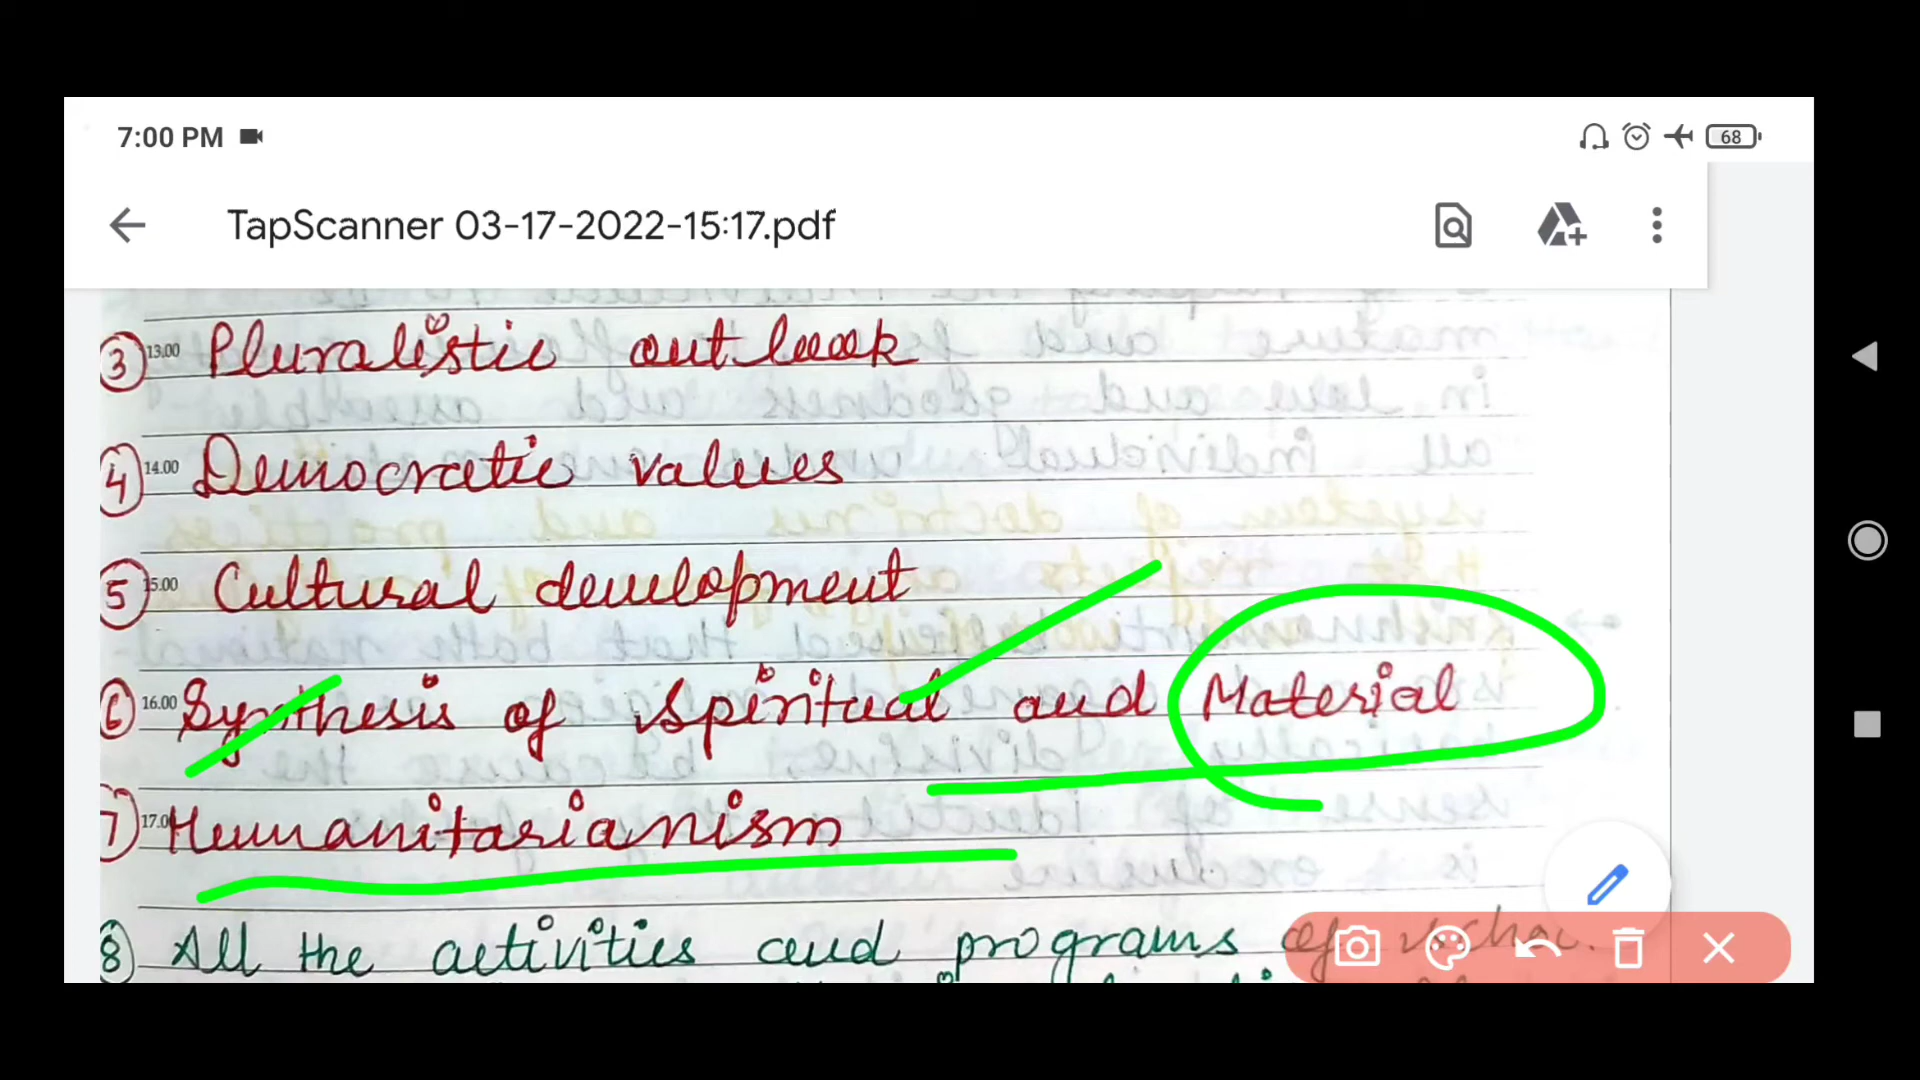 7:00 PM
68
TapScanner 03-17-2022-15:17.pdf
③ 13.00 Pluralistic outlook
④ 14.00 Democratic values
⑤ 15.00 Cultural development
⑥ 16.00 Synthesis of spiritual and Material
⑦ 17.0 Humanitarianism
⑧ All the activities and programs of